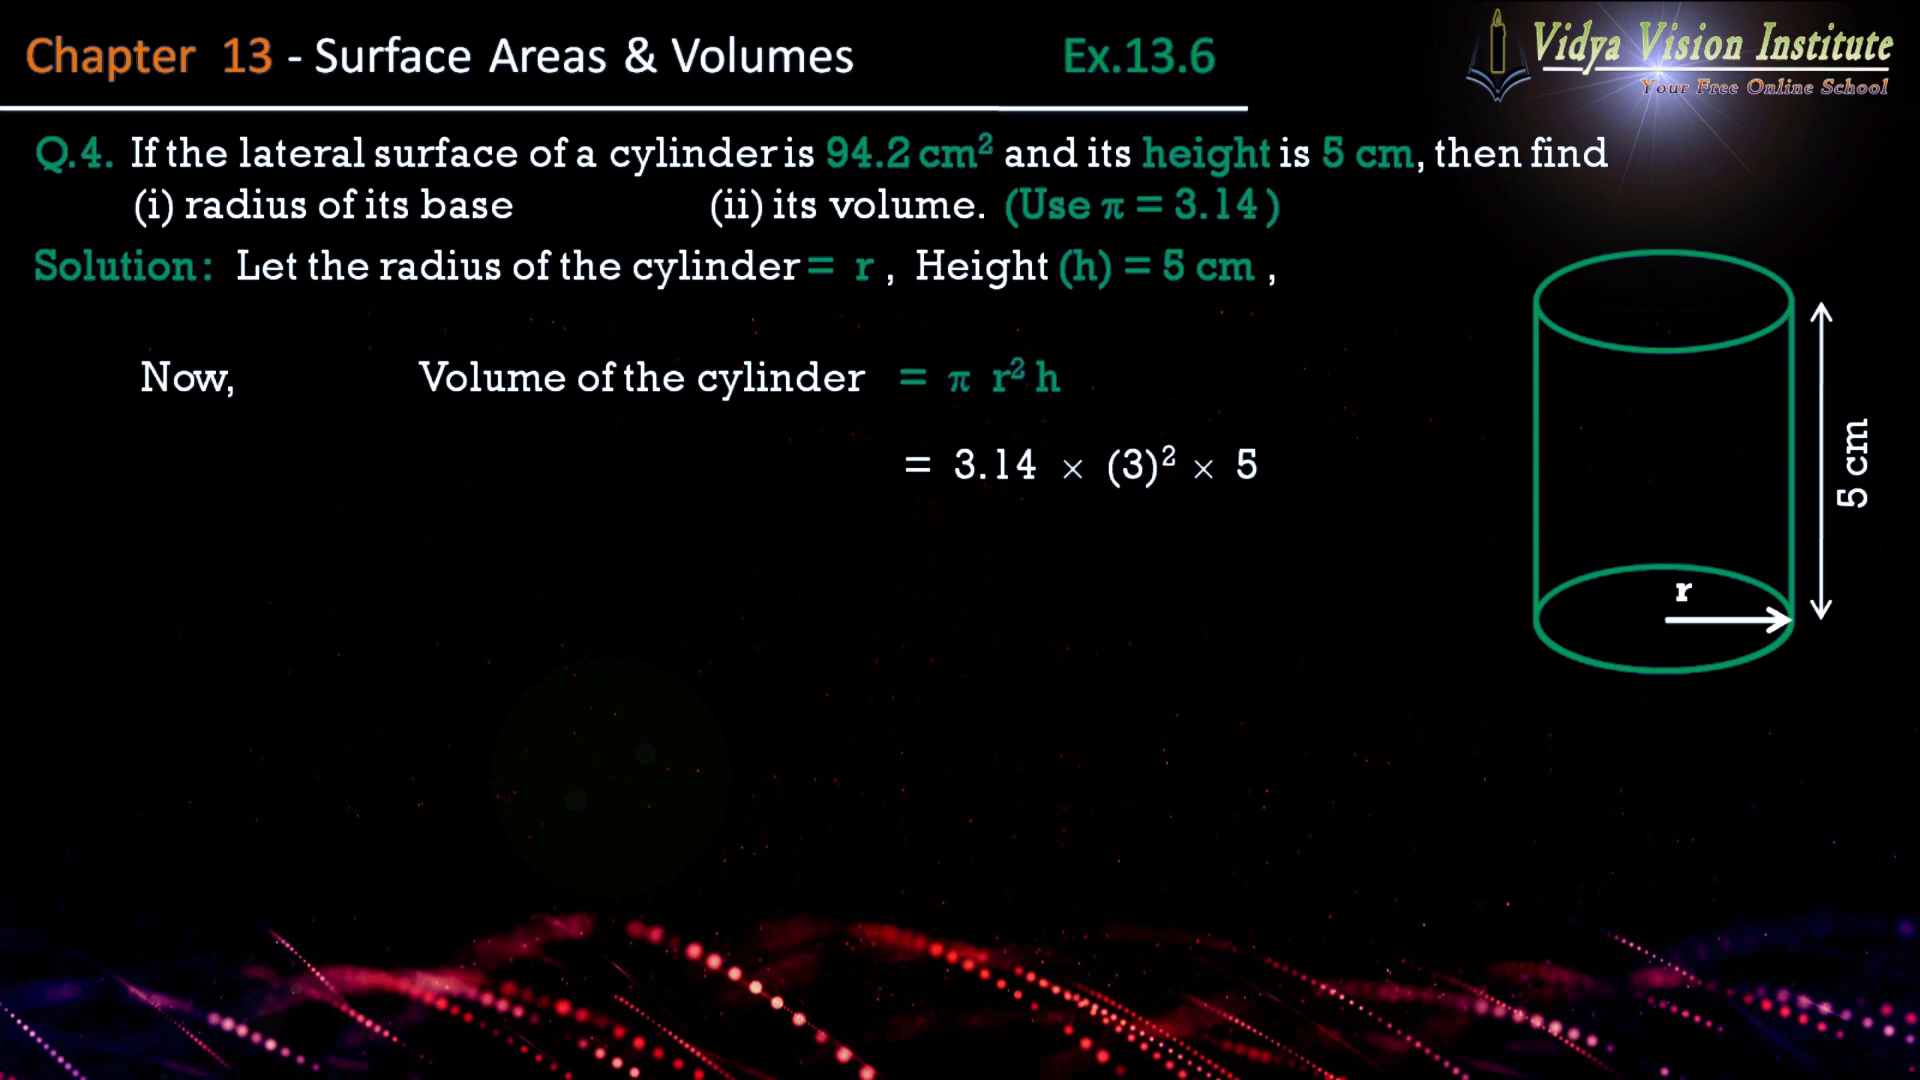 Chapter 13 - Surface Areas & Volumes Ex.13.6
Vidya Vision Institute
Your Free Online School
Q.4. If the lateral surface of a cylinder is 94.2 cm² and its height is 5 cm, then find
(i) radius of its base (ii) its volume. (Use π = 3.14)
Solution: Let the radius of the cylinder = r , Height (h) = 5 cm ,
Now, Volume of the cylinder = π r² h
= 3.14 × (3)² × 5
5 cm
r